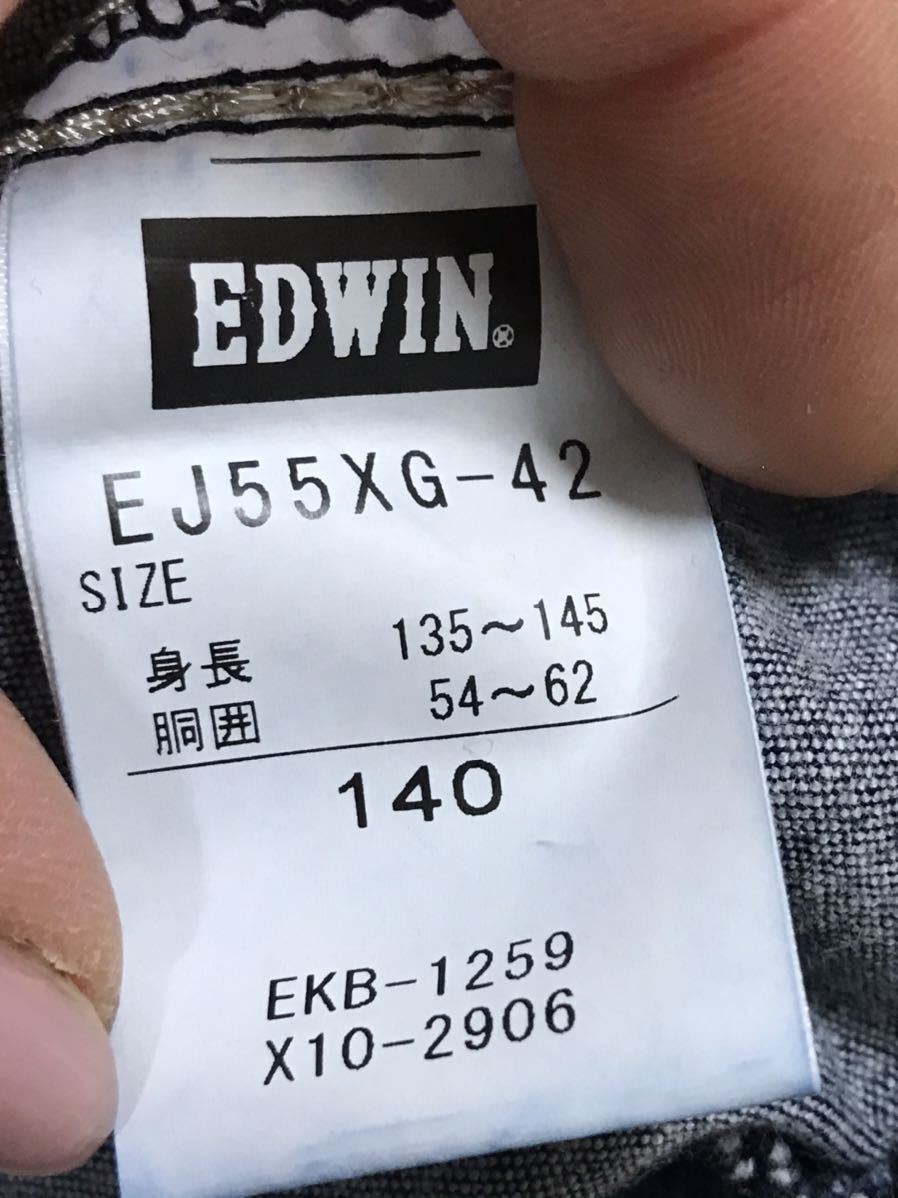 EDWIN®
EJ55XG-42
SIZE
身長 135～145
胴囲 54～62
140
EKB-1259
X10-2906